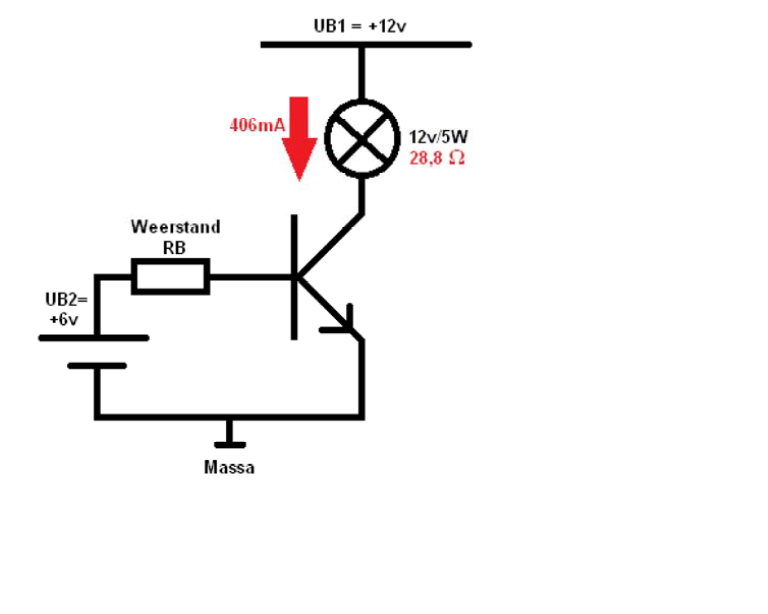 UB1 = +12v
406mA
12v/5W
28,8 Ω
Weerstand
RB
UB2=
+6v
Massa